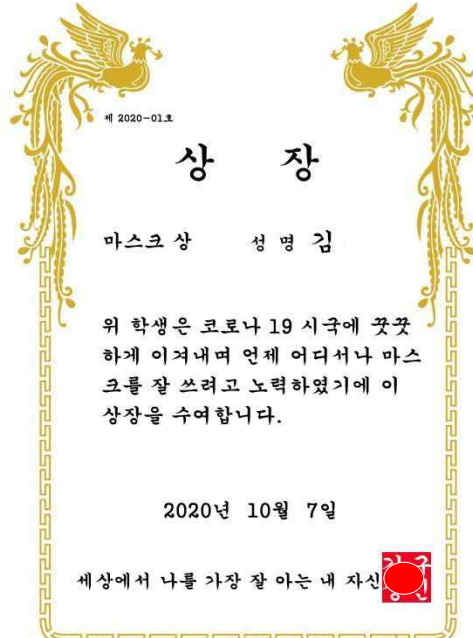 제 2020-01호
상 장
마스크 상 성 명 김
위 학생은 코로나 19 시국에 꿋꿋
하게 이겨내며 언제 어디서나 마스
크를 잘 쓰려고 노력하였기에 이
상장을 수여합니다.
2020년 10월 7일
세상에서 나를 가장 잘 아는 내 자신